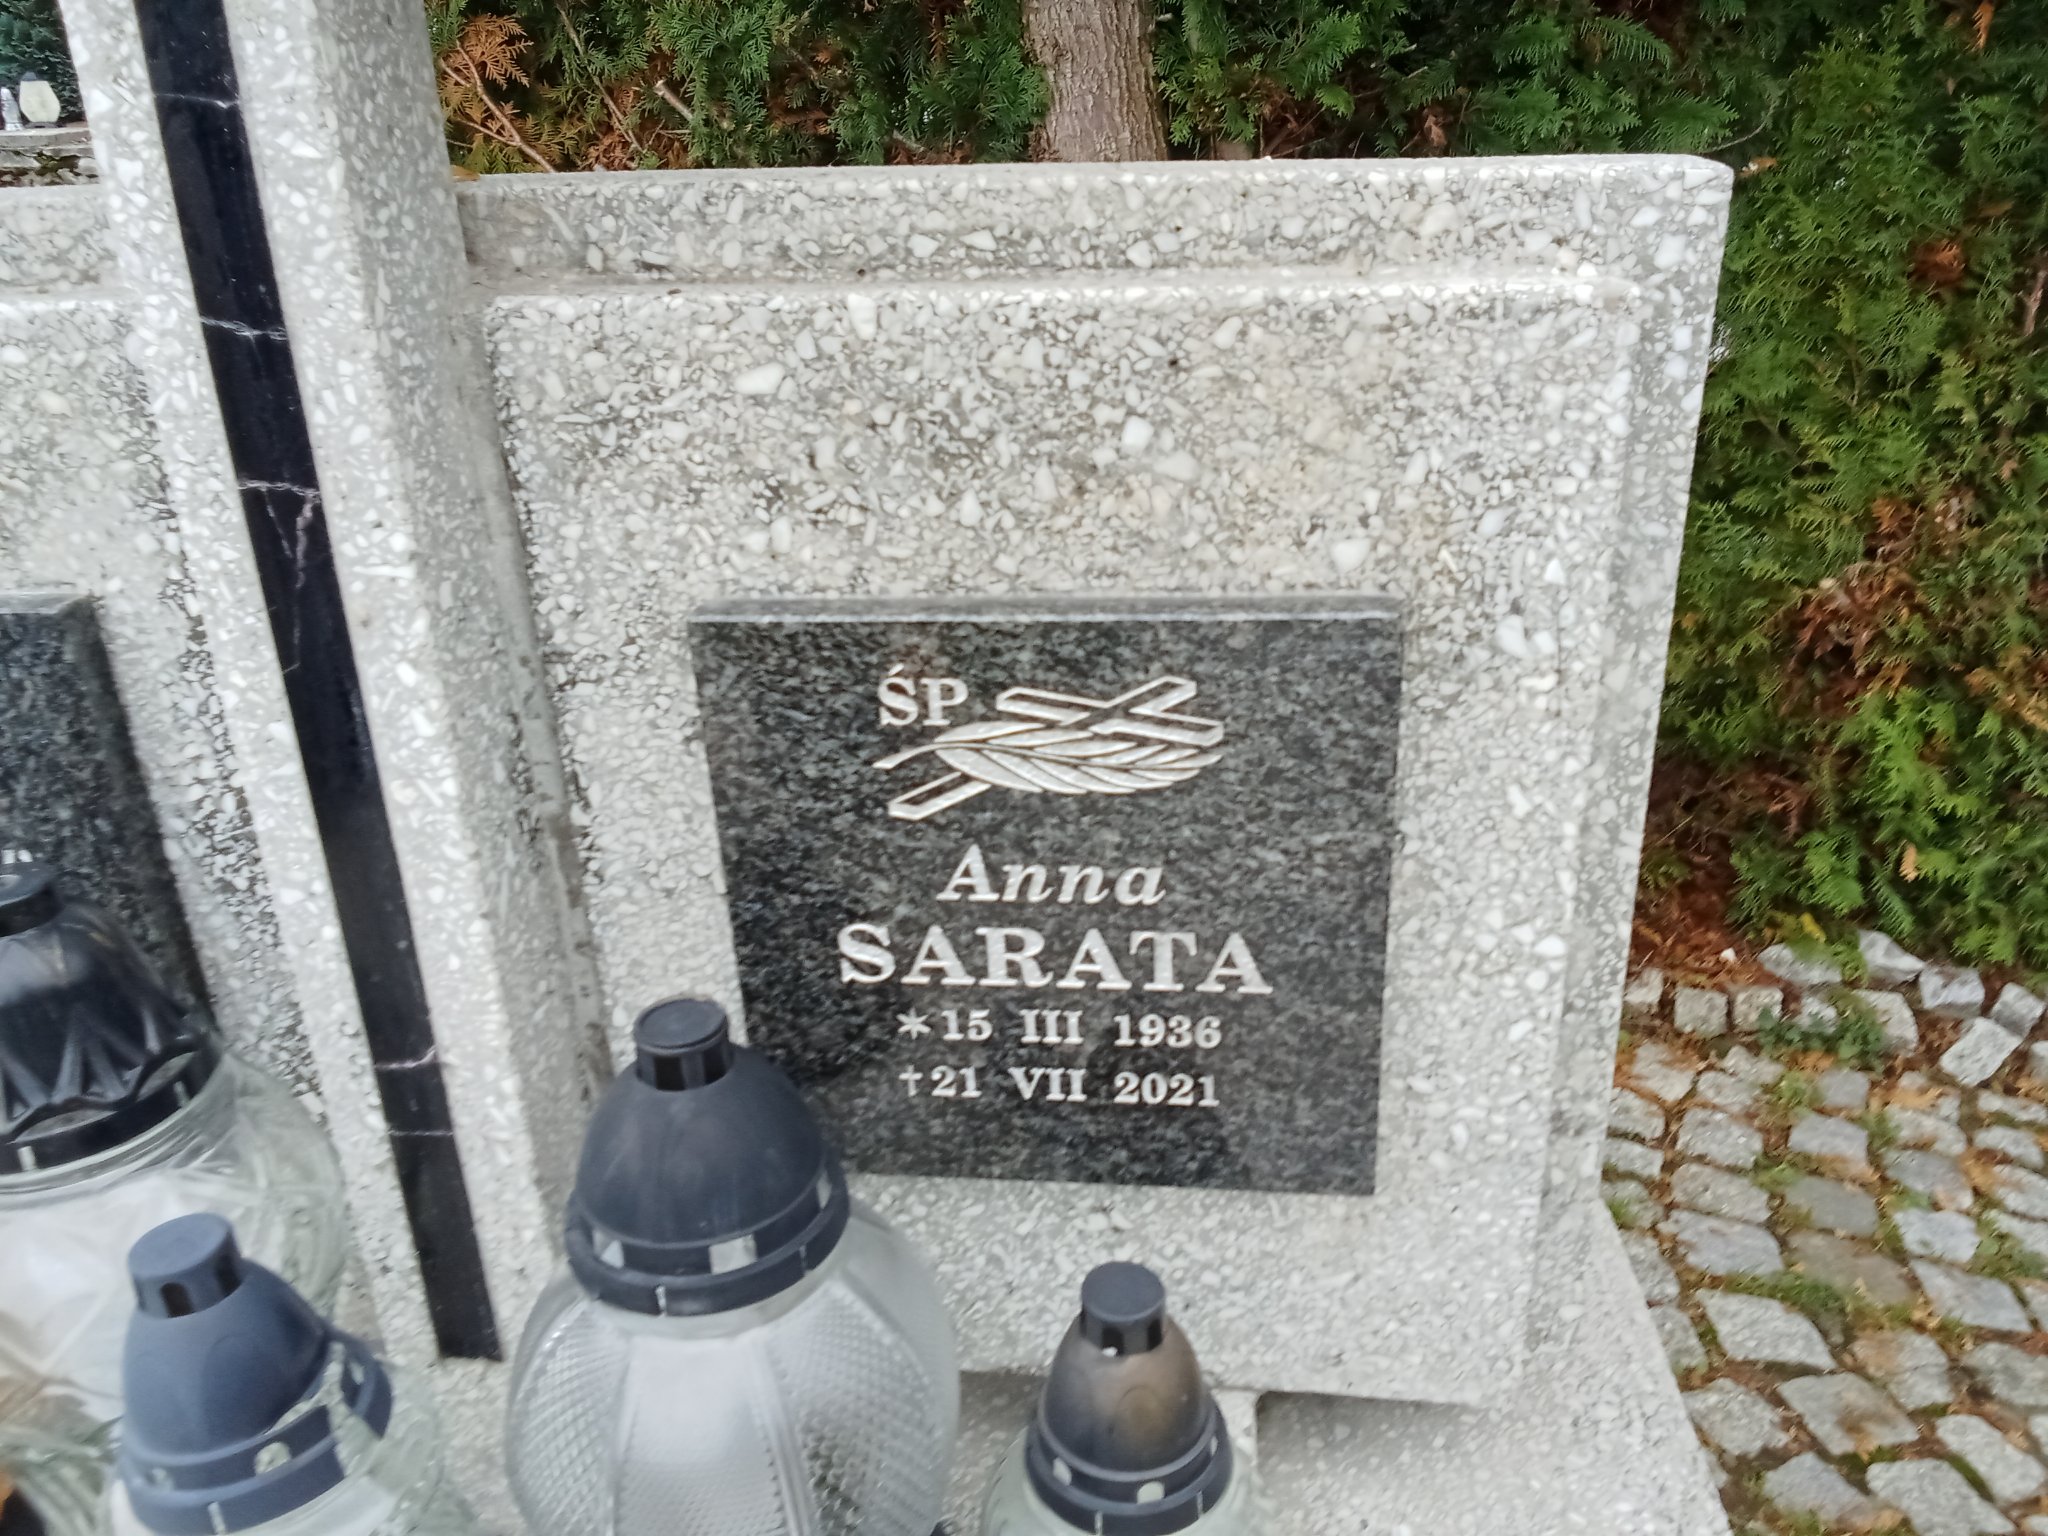 ŚP
Anna
SARATA
* 15 III 1936
† 21 VII 2021